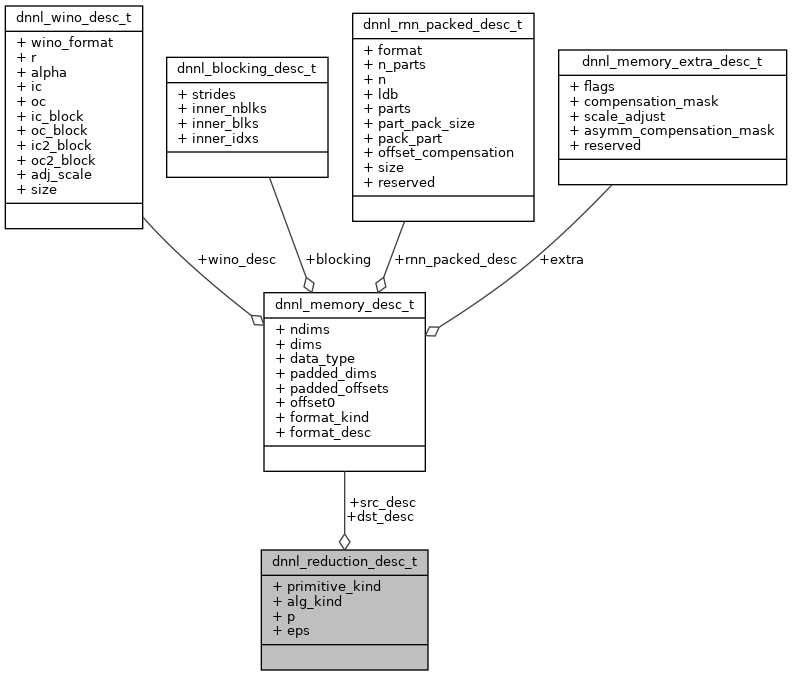 dnnl_wino_desc_t
+ wino_format
+ r
+ alpha
+ ic
+ oc
+ ic_block
+ oc_block
+ ic2_block
+ oc2_block
+ adj_scale
+ size
dnnl_blocking_desc_t
+ strides
+ inner_nblks
+ inner_blks
+ inner_idxs
dnnl_rnn_packed_desc_t
+ format
+ n_parts
+ n
+ ldb
+ parts
+ part_pack_size
+ pack_part
+ offset_compensation
+ size
+ reserved
dnnl_memory_extra_desc_t
+ flags
+ compensation_mask
+ scale_adjust
+ asymm_compensation_mask
+ reserved
+wino_desc
+blocking
+rnn_packed_desc
+extra
dnnl_memory_desc_t
+ ndims
+ dims
+ data_type
+ padded_dims
+ padded_offsets
+ offset0
+ format_kind
+ format_desc
+src_desc
+dst_desc
dnnl_reduction_desc_t
+ primitive_kind
+ alg_kind
+ p
+ eps